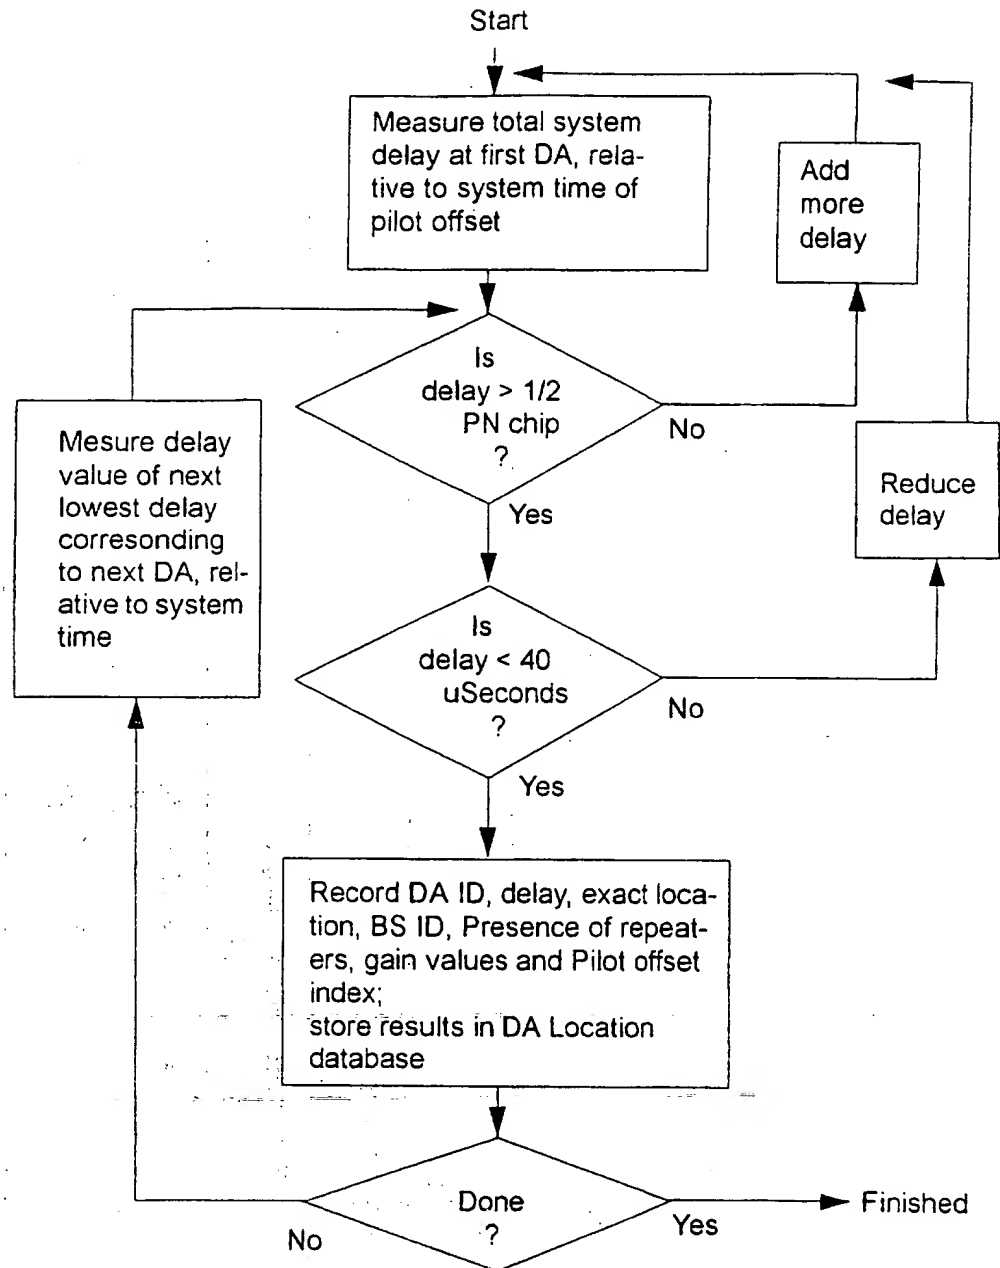 Start
Measure total system
delay at first DA, rela-
tive to system time of
pilot offset
Add
more
delay
Is
delay > 1/2
PN chip
?
No
Yes
Mesure delay
value of next
lowest delay
corresonding
to next DA, rel-
ative to system
time
Reduce
delay
Is
delay < 40
uSeconds
?
No
Yes
Record DA ID, delay, exact loca-
tion, BS ID, Presence of repeat-
ers, gain values and Pilot offset
index;
store results in DA Location
database
Done
?
No
Yes
Finished